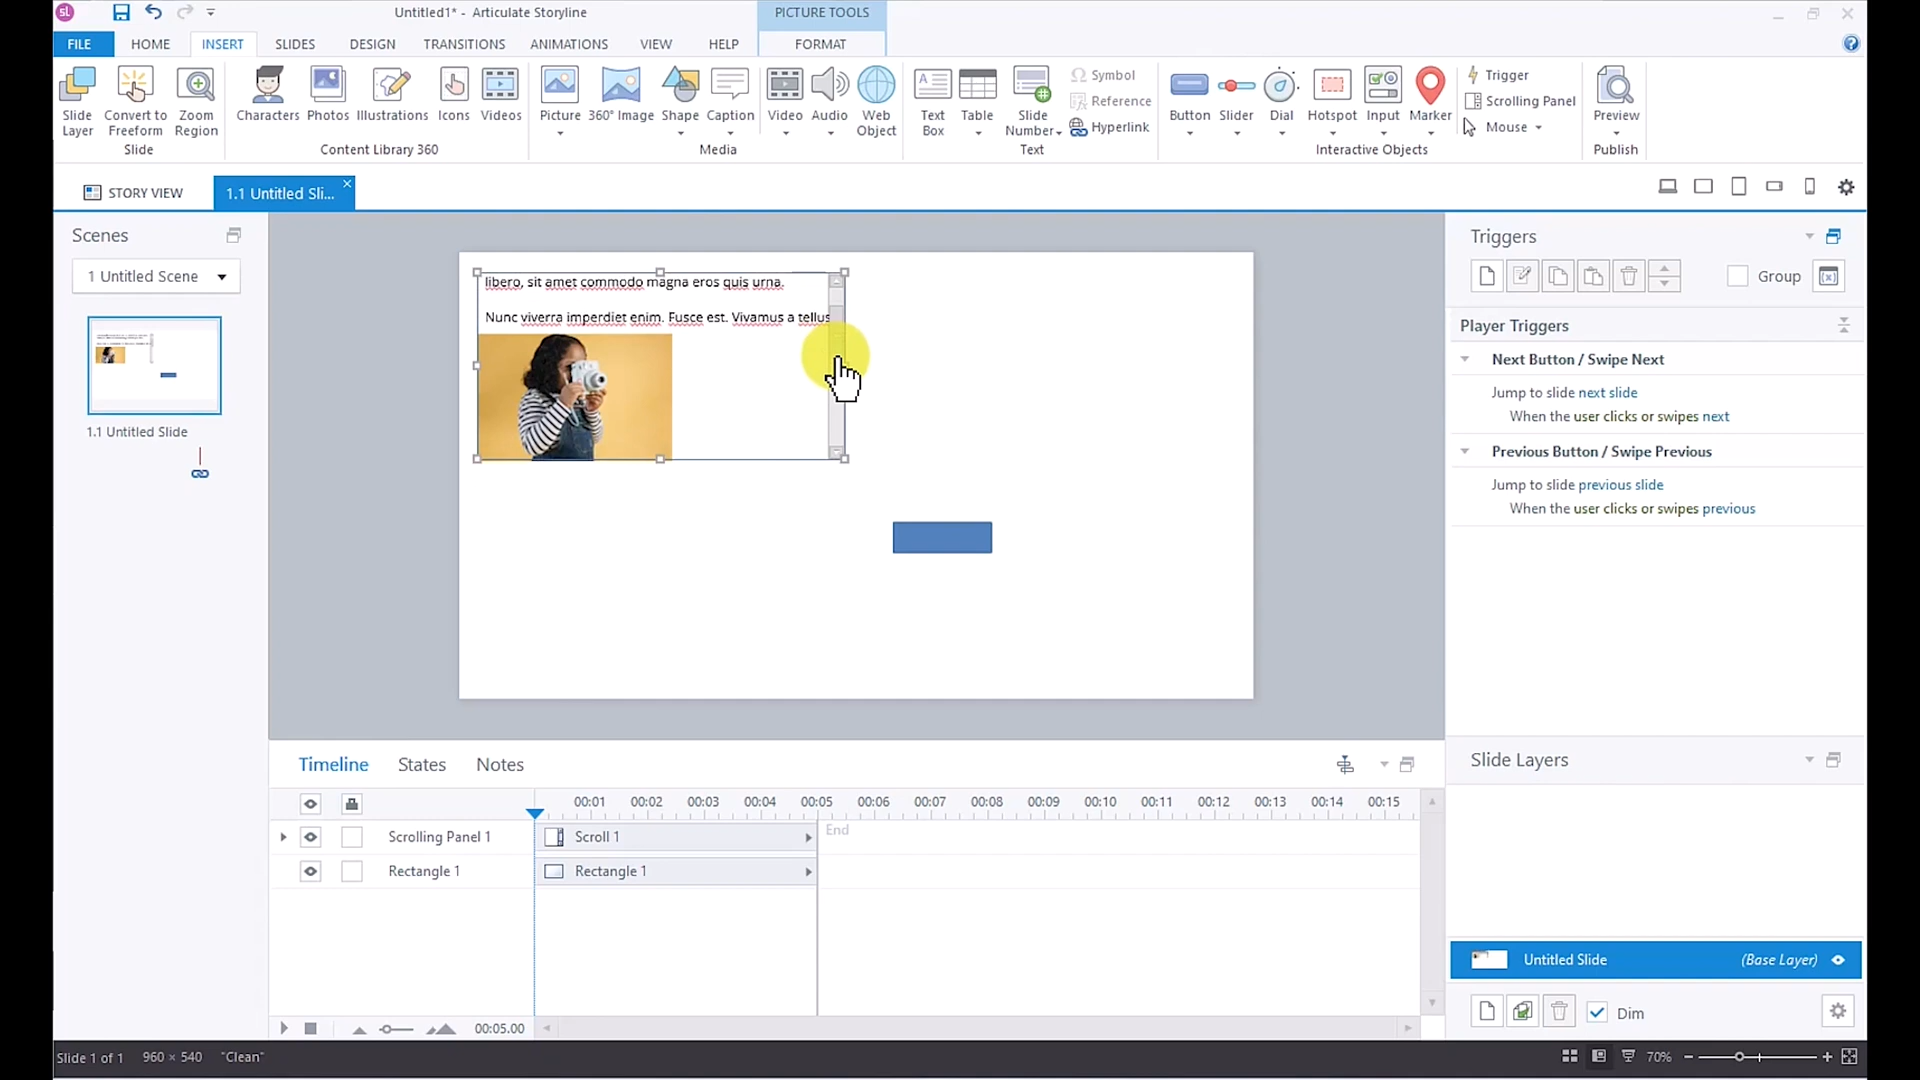 sl
Untitled1* - Articulate Storyline
PICTURE TOOLS
FILE HOME INSERT SLIDES DESIGN TRANSITIONS ANIMATIONS VIEW HELP FORMAT
Slide Layer
Convert to Freeform
Zoom Region
Slide
Characters
Photos
Illustrations
Icons
Videos
Content Library 360
Picture
360° Image
Shape
Caption
Video
Audio
Web Object
Media
Text Box
Table
Slide Number
Symbol
Reference
Hyperlink
Text
Button
Slider
Dial
Hotspot
Input
Marker
Trigger
Scrolling Panel
Mouse
Interactive Objects
Preview
Publish
STORY VIEW
1.1 Untitled Sli...
Scenes
1 Untitled Scene
1.1 Untitled Slide
libero, sit amet commodo magna eros quis urna.
Nunc viverra imperdiet enim. Fusce est. Vivamus a tellus
Triggers
Group
Player Triggers
Next Button / Swipe Next
Jump to slide next slide
When the user clicks or swipes next
Previous Button / Swipe Previous
Jump to slide previous slide
When the user clicks or swipes previous
Timeline States Notes
00:01 00:02 00:03 00:04 00:05 00:06 00:07 00:08 00:09 00:10 00:11 00:12 00:13 00:14 00:15
Scrolling Panel 1
Scroll 1
End
Rectangle 1
Rectangle 1
00:05.00
Slide Layers
Untitled Slide
(Base Layer)
Dim
Slide 1 of 1
960 × 540
"Clean"
70%